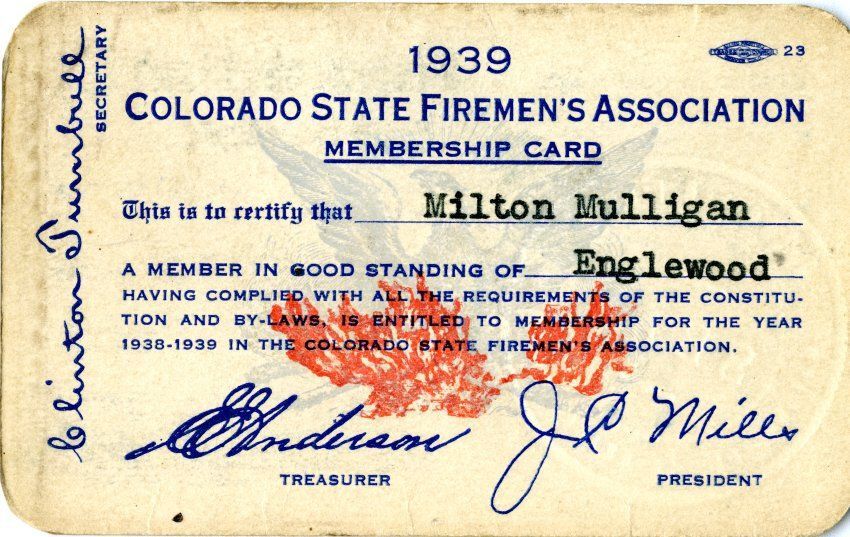 1939
23
COLORADO STATE FIREMEN'S ASSOCIATION
MEMBERSHIP CARD
This is to certify that Milton Mulligan
A MEMBER IN GOOD STANDING OF Englewood
HAVING COMPLIED WITH ALL THE REQUIREMENTS OF THE CONSTITU-
TION AND BY-LAWS, IS ENTITLED TO MEMBERSHIP FOR THE YEAR
1938-1939 IN THE COLORADO STATE FIREMEN'S ASSOCIATION.
Anderson
TREASURER
J P Mills
PRESIDENT
Clinton Turnbull
SECRETARY